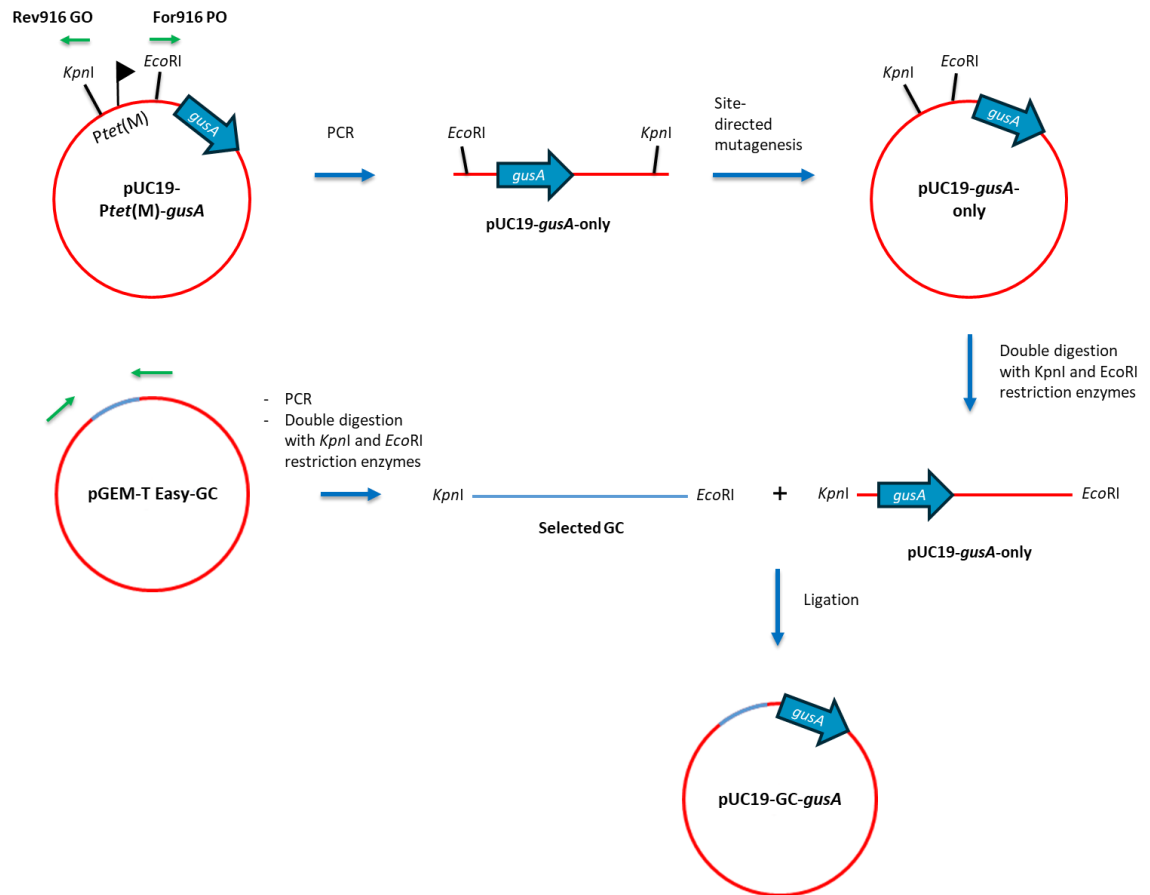 Rev916 GO
For916 PO
KpnI
EcoRI
Ptet(M)
gusA
pUC19-
Ptet(M)-gusA
PCR
EcoRI
KpnI
gusA
pUC19-gusA-only
Site-
directed
mutagenesis
KpnI
EcoRI
gusA
pUC19-gusA-
only
Double digestion
with KpnI and EcoRI
restriction enzymes
pGEM-T Easy-GC
- PCR
- Double digestion
with KpnI and EcoRI
restriction enzymes
KpnI
EcoRI
Selected GC
+
KpnI
gusA
EcoRI
pUC19-gusA-only
Ligation
gusA
pUC19-GC-gusA